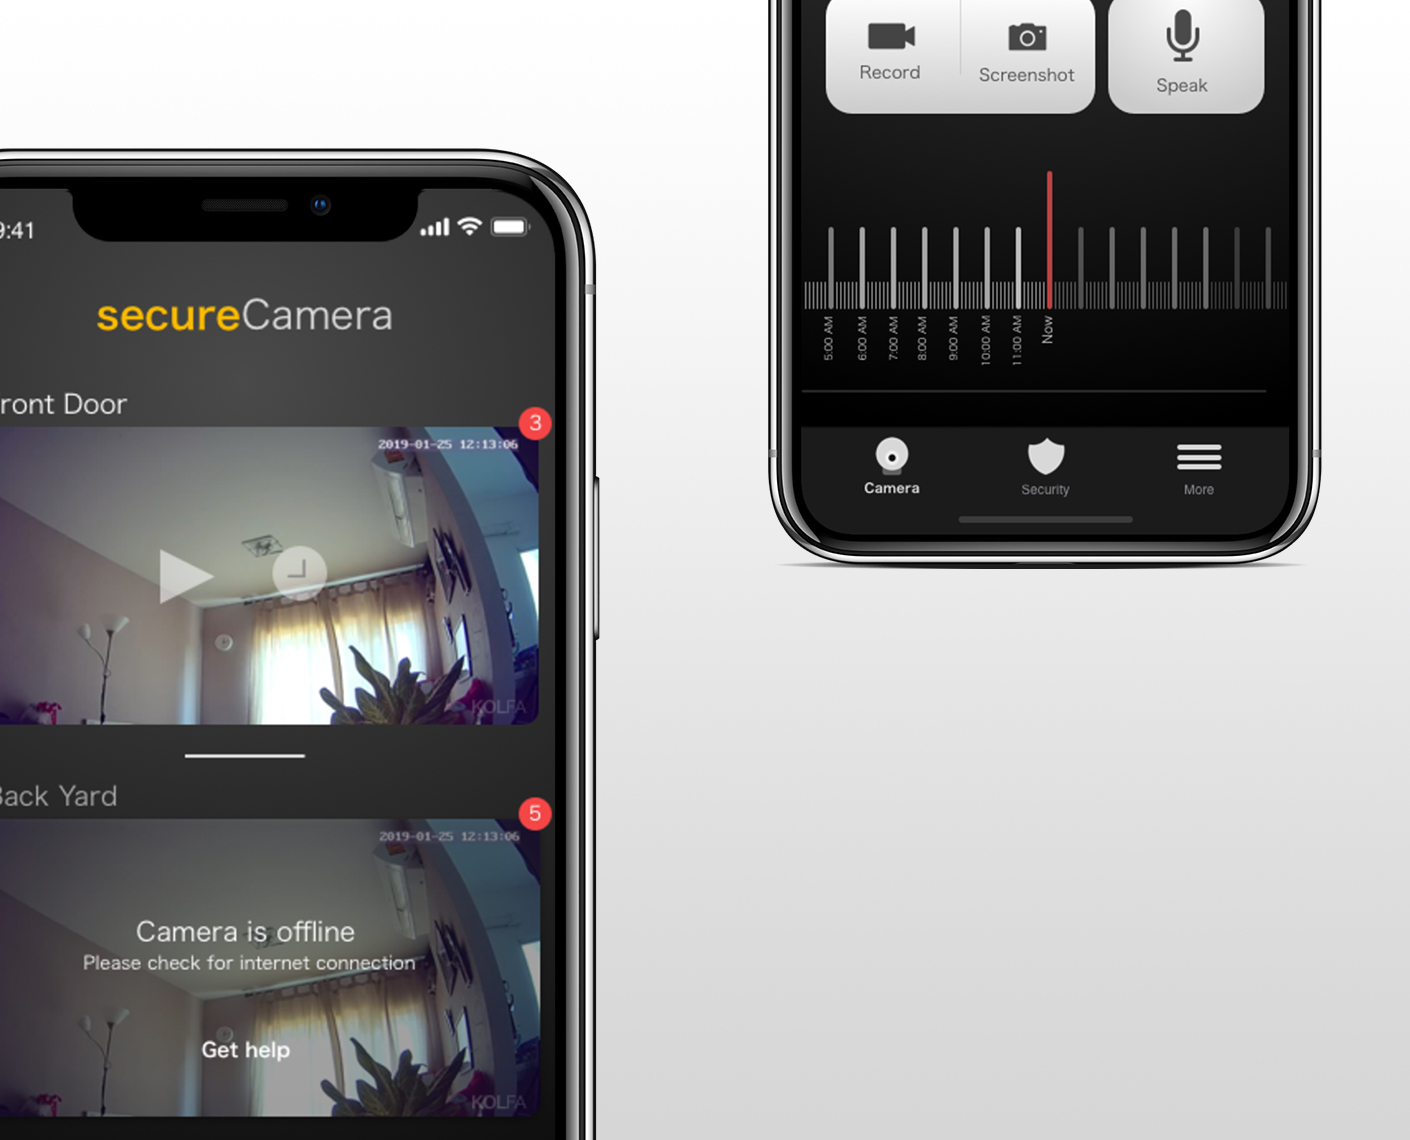 9:41
secureCamera
ront Door
3
2019-01-25 12:13:06
KOLFA
Back Yard
5
2019-01-25 12:13:06
Camera is offline
Please check for internet connection
Get help
KOLFA
Record
Screenshot
Speak
5:00 AM
6:00 AM
7:00 AM
8:00 AM
9:00 AM
10:00 AM
11:00 AM
Now
Camera
Security
More